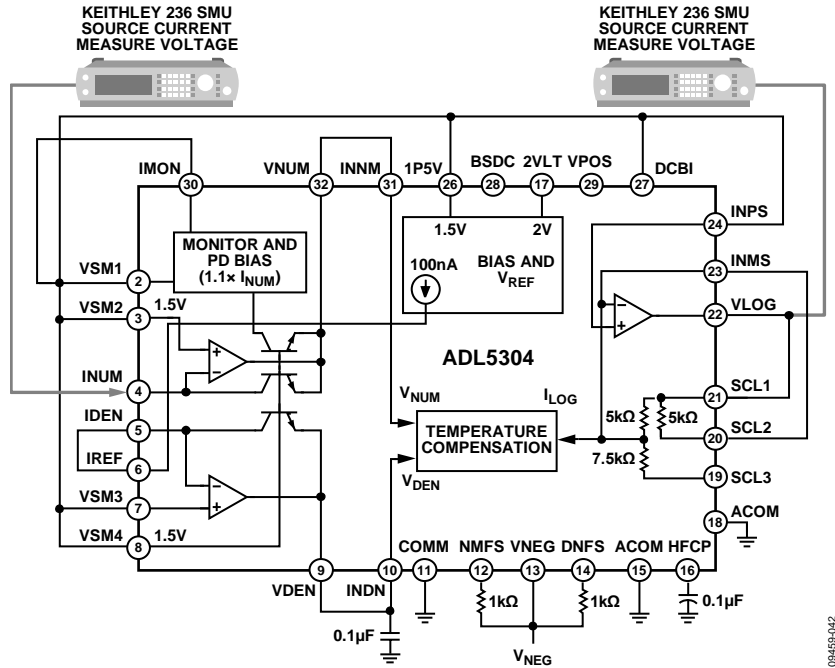 KEITHLEY 236 SMU
SOURCE CURRENT
MEASURE VOLTAGE
KEITHLEY 236 SMU
SOURCE CURRENT
MEASURE VOLTAGE
IMON
30
VNUM
32
INNM
31
1P5V
26
BSDC
28
2VLT
17
VPOS
29
DCBI
27
VSM1
2
VSM2
3
1.5V
INUM
4
IDEN
5
IREF
6
VSM3
7
VSM4
8
1.5V
MONITOR AND
PD BIAS
(1.1× INUM)
1.5V
2V
100nA
BIAS AND
VREF
ADL5304
VNUM
ILOG
TEMPERATURE
COMPENSATION
VDEN
5kΩ
5kΩ
7.5kΩ
24
INPS
23
INMS
22
VLOG
21
SCL1
20
SCL2
19
SCL3
18
ACOM
9
VDEN
10
INDN
COMM
11
NMFS
12
VNEG
13
DNFS
14
ACOM
15
HFCP
16
0.1µF
1kΩ
1kΩ
0.1µF
VNEG
09459-042